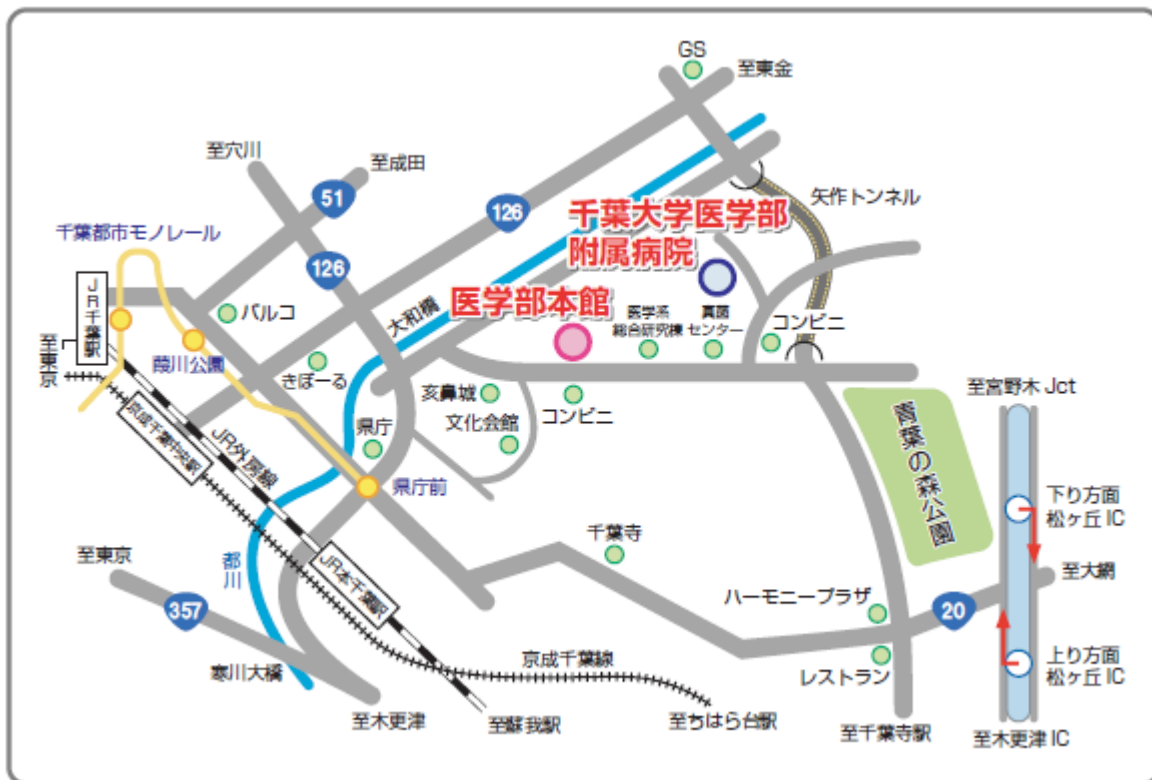 GS
至東金
至穴川
至成田
51
矢作トンネル
126
千葉大学医学部
附属病院
千葉都市モノレール
126
JR千葉駅
医学部本館
大和橋
パルコ
医学系
総合研究棟
真菌
センター
コンビニ
至東京
葭川公園
きぼーる
亥鼻城
コンビニ
至宮野木 Jct
文化会館
県庁
青葉の森公園
京成千葉中央駅
JR外房線
県庁前
下り方面
松ヶ丘 IC
千葉寺
至東京
都川
至大網
JR本千葉駅
ハーモニープラザ
20
357
京成千葉線
寒川大橋
レストラン
上り方面
松ヶ丘 IC
至木更津
至蘇我駅
至ちはら台駅
至千葉寺駅
至木更津 IC